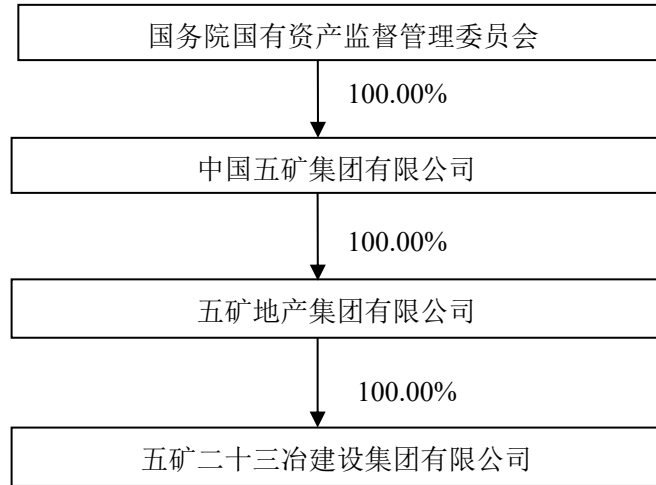 国务院国有资产监督管理委员会
100.00%
中国五矿集团有限公司
100.00%
五矿地产集团有限公司
100.00%
五矿二十三冶建设集团有限公司